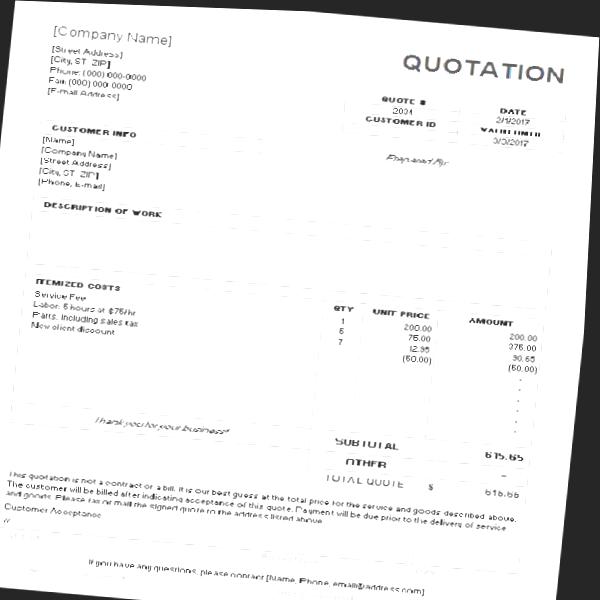 [Company Name]
[Street Address]
[City, ST ZIP]
Phone: (000) 000-0000
Fax: (000) 000-0000
[E-mail Address]
QUOTATION
QUOTE #
2034
CUSTOMER ID
DATE
2/1/2017
VALID UNTIL
3/3/2017
Prepared By:
CUSTOMER INFO
[Name]
[Company Name]
[Street Address]
[City, ST ZIP]
[Phone, E-mail]
DESCRIPTION OF WORK
ITEMIZED COSTS QTY UNIT PRICE AMOUNT
Service Fee 1 200.00 200.00
Labor: 5 hours at $75/hr 5 75.00 375.00
Parts, including sales tax 7 12.95 90.65
New client discount (50.00) (50.00)
-
-
-
-
-
Thank you for your business!
SUBTOTAL 615.65
OTHER -
TOTAL QUOTE $ 615.65
This quotation is not a contract or a bill. It is our best guess at the total price for the service and goods described above.
The customer will be billed after indicating acceptance of this quote. Payment will be due prior to the delivery of service
and goods. Please fax or mail the signed quote to the address listed above.
Customer Acceptance
If you have any questions, please contact [Name, Phone, email@address.com]